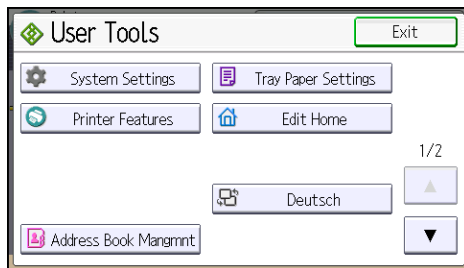 User Tools
Exit
System Settings
Tray Paper Settings
Printer Features
Edit Home
1/2
Deutsch
Address Book Mangmnt